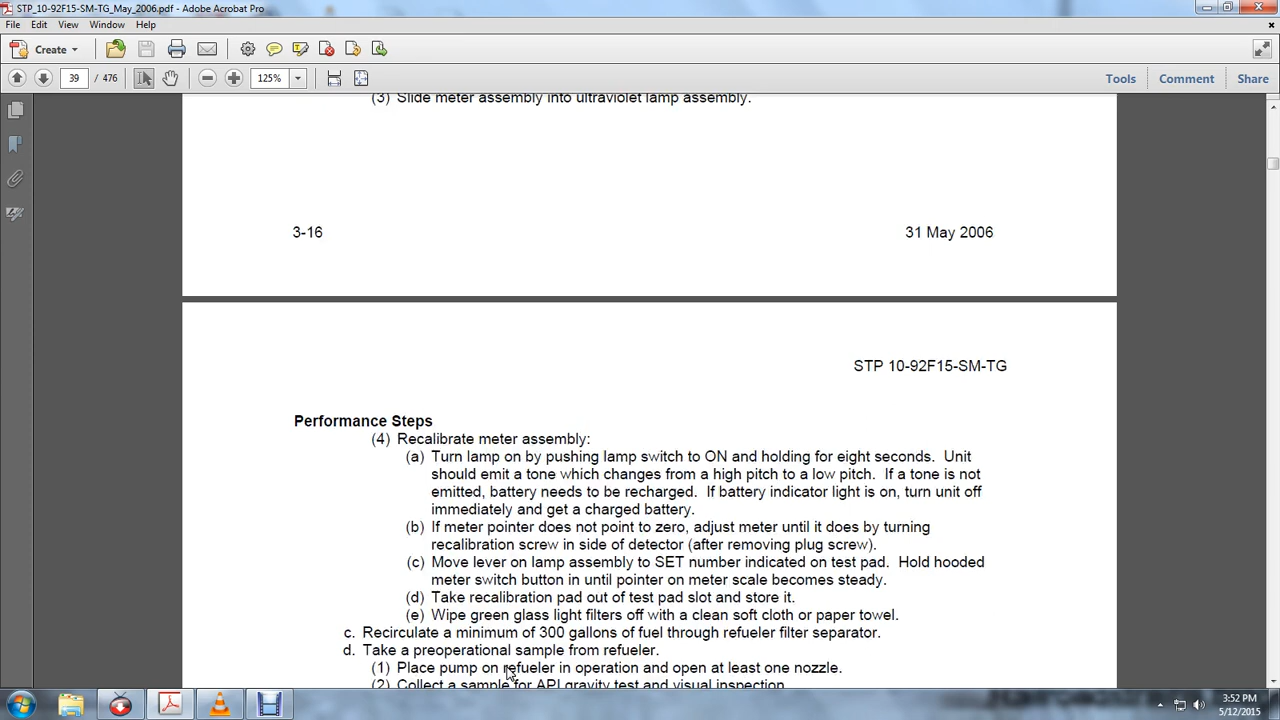 STP_10-92F15-SM-TG_May_2006.pdf - Adobe Acrobat Pro
File Edit View Window Help
Create
39 / 476 125% Tools Comment Share
(3) Slide meter assembly into ultraviolet lamp assembly.
3-16 31 May 2006
STP 10-92F15-SM-TG
Performance Steps
(4) Recalibrate meter assembly:
(a) Turn lamp on by pushing lamp switch to ON and holding for eight seconds. Unit
should emit a tone which changes from a high pitch to a low pitch. If a tone is not
emitted, battery needs to be recharged. If battery indicator light is on, turn unit off
immediately and get a charged battery.
(b) If meter pointer does not point to zero, adjust meter until it does by turning
recalibration screw in side of detector (after removing plug screw).
(c) Move lever on lamp assembly to SET number indicated on test pad. Hold hooded
meter switch button in until pointer on meter scale becomes steady.
(d) Take recalibration pad out of test pad slot and store it.
(e) Wipe green glass light filters off with a clean soft cloth or paper towel.
c. Recirculate a minimum of 300 gallons of fuel through refueler filter separator.
d. Take a preoperational sample from refueler.
(1) Place pump on refueler in operation and open at least one nozzle.
(2) Collect a sample for API gravity test and visual inspection.
3:52 PM
5/12/2015